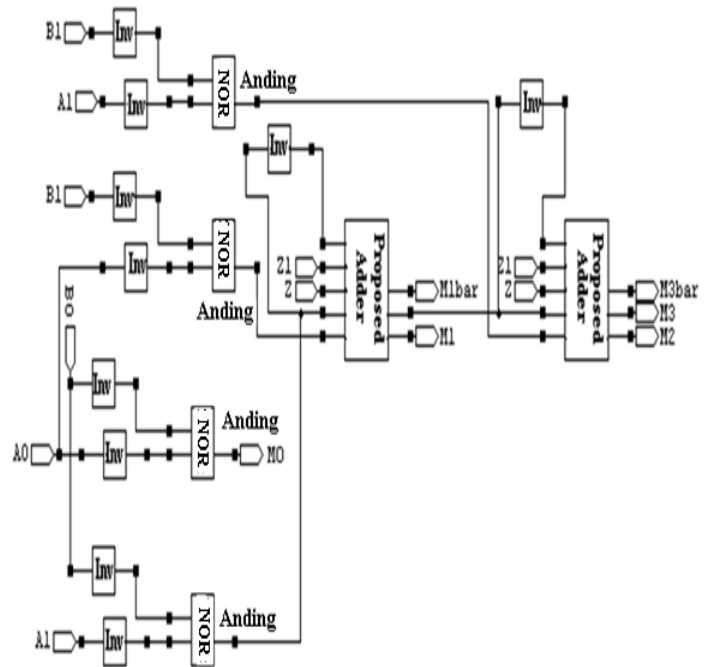 B1
Inv
Anding
NOR
A1
Inv
Inv
Inv
B1
Inv
NOR
Proposed
Adder
Z1
Z
M1bar
M1
Proposed
Adder
Z1
Z
M3bar
M3
M2
Inv
Anding
B0
Inv
Anding
NOR
A0
Inv
M0
Inv
Anding
NOR
A1
Inv